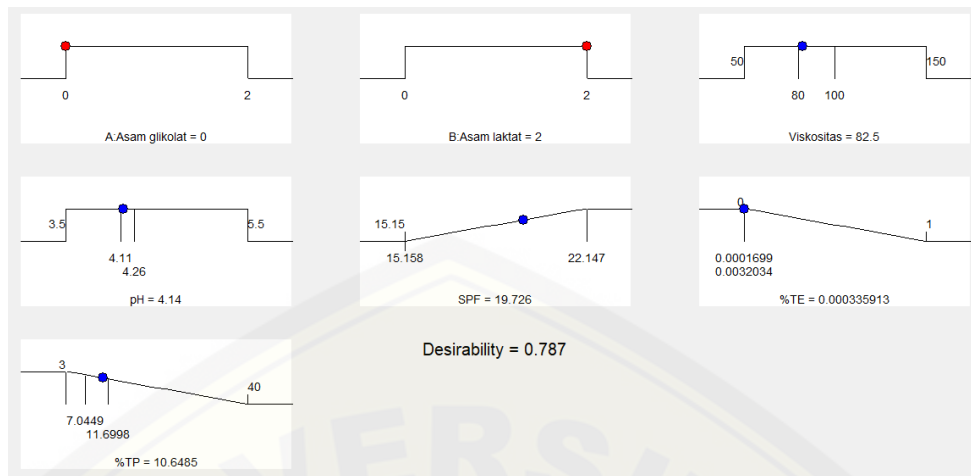 0
2
A:Asam glikolat = 0
0
2
B:Asam laktat = 2
50
150
80
100
Viskositas = 82.5
3.5
5.5
4.11
4.26
pH = 4.14
15.15
15.158
22.147
SPF = 19.726
0
1
0.0001699
0.0032034
%TE = 0.000335913
3
40
7.0449
11.6998
%TP = 10.6485
Desirability = 0.787
VERSI